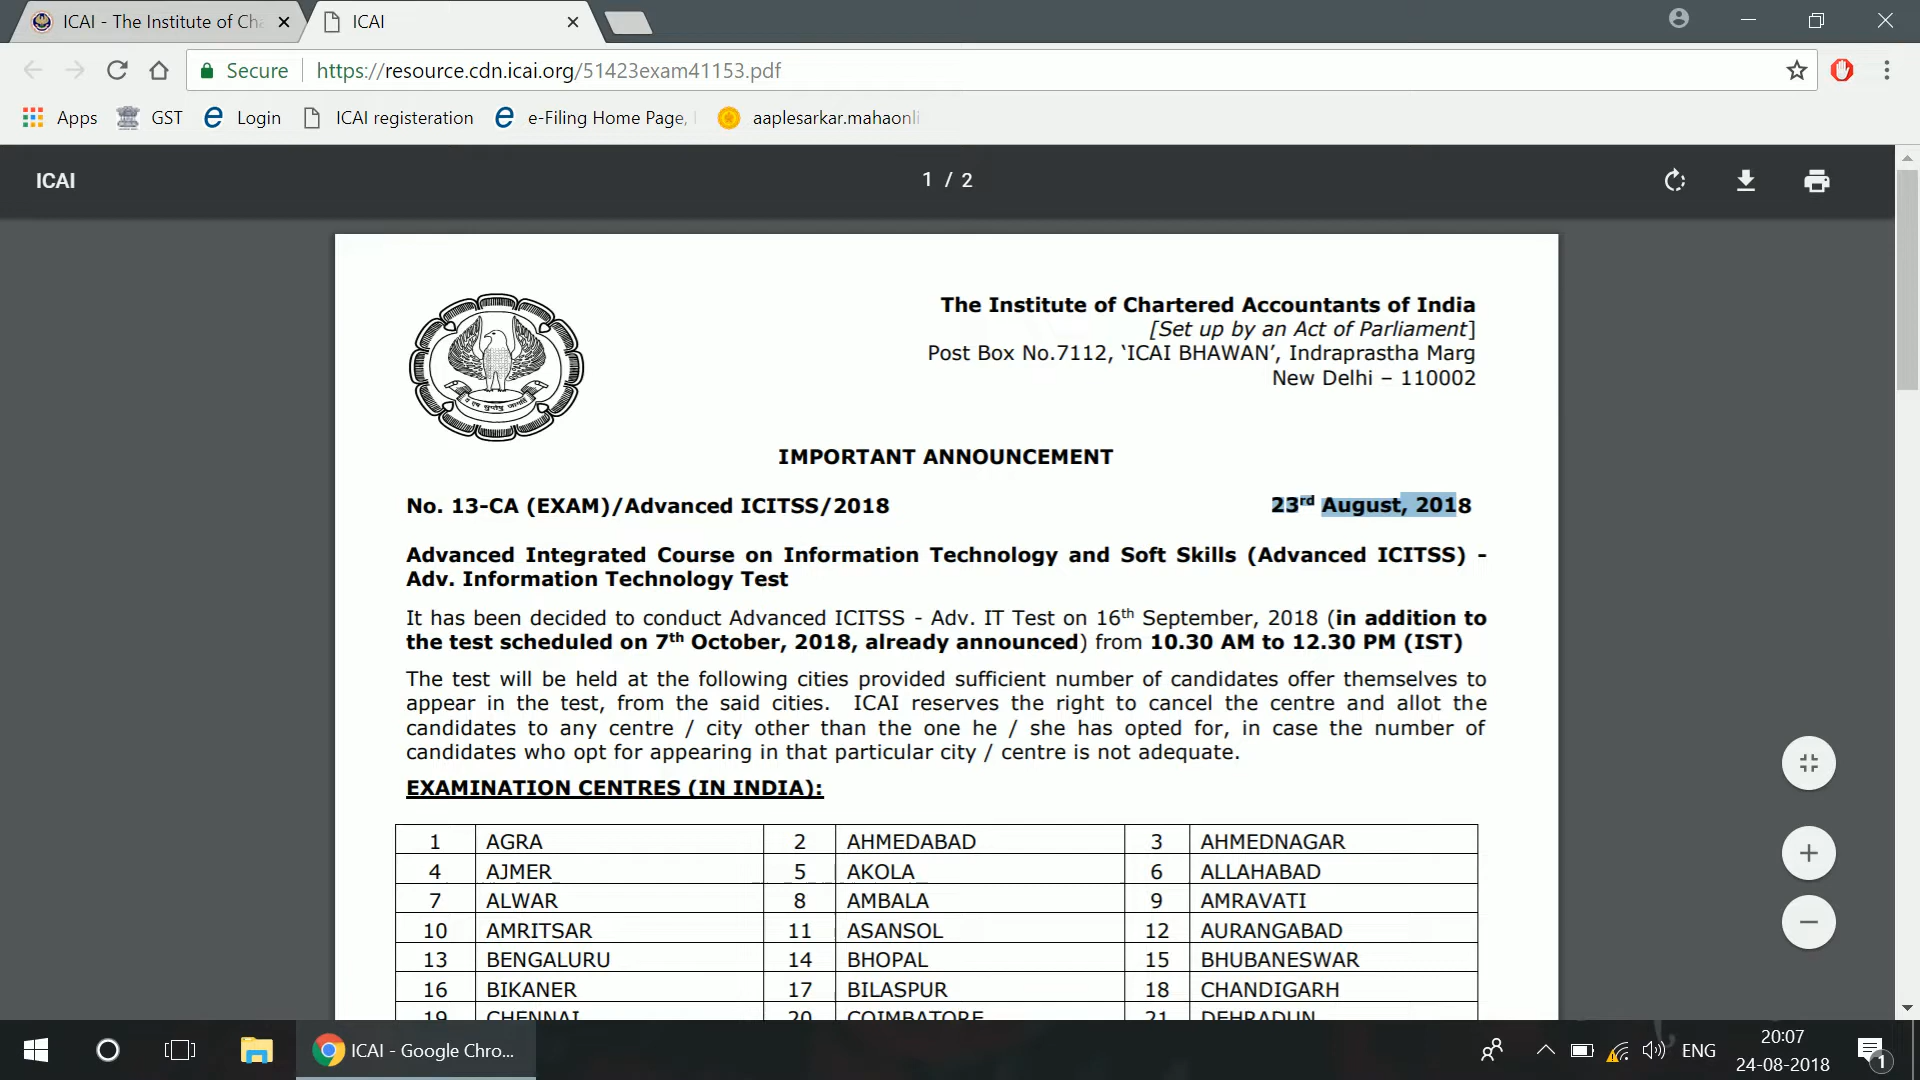 ICAI - The Institute of Cha
ICAI
Secure
https://resource.cdn.icai.org/51423exam41153.pdf
Apps
GST
Login
ICAI registeration
e-Filing Home Page,
aaplesarkar.mahaonli
ICAI
1 / 2
The Institute of Chartered Accountants of India
[Set up by an Act of Parliament]
Post Box No.7112, ‘ICAI BHAWAN’, Indraprastha Marg
New Delhi – 110002
IMPORTANT ANNOUNCEMENT
No. 13-CA (EXAM)/Advanced ICITSS/2018 23rd August, 2018
Advanced Integrated Course on Information Technology and Soft Skills (Advanced ICITSS) -
Adv. Information Technology Test
It has been decided to conduct Advanced ICITSS - Adv. IT Test on 16th September, 2018 (in addition to
the test scheduled on 7th October, 2018, already announced) from 10.30 AM to 12.30 PM (IST)
The test will be held at the following cities provided sufficient number of candidates offer themselves to
appear in the test, from the said cities. ICAI reserves the right to cancel the centre and allot the
candidates to any centre / city other than the one he / she has opted for, in case the number of
candidates who opt for appearing in that particular city / centre is not adequate.
EXAMINATION CENTRES (IN INDIA):
1 AGRA 2 AHMEDABAD 3 AHMEDNAGAR
4 AJMER 5 AKOLA 6 ALLAHABAD
7 ALWAR 8 AMBALA 9 AMRAVATI
10 AMRITSAR 11 ASANSOL 12 AURANGABAD
13 BENGALURU 14 BHOPAL 15 BHUBANESWAR
16 BIKANER 17 BILASPUR 18 CHANDIGARH
19 CHENNAI 20 COIMBATORE 21 DEHRADUN
ICAI - Google Chro...
ENG
20:07
24-08-2018
1